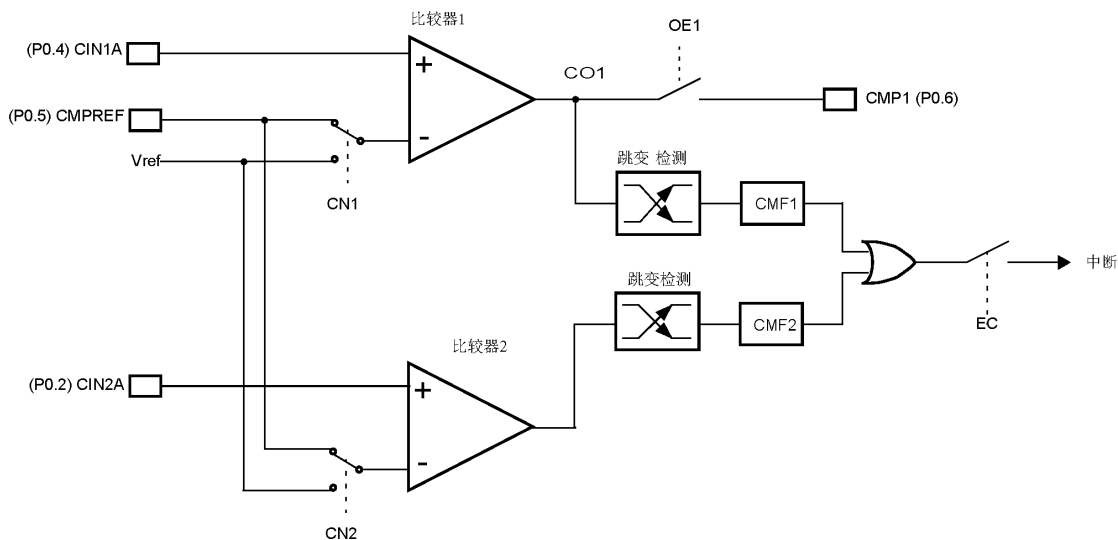 比较器1
OE1
(P0.4) CIN1A
+
CO1
CMP1 (P0.6)
(P0.5) CMPREF
-
Vref
跳变 检测
CN1
CMF1
中断
跳变检测
EC
CMF2
比较器2
(P0.2) CIN2A
+
-
CN2